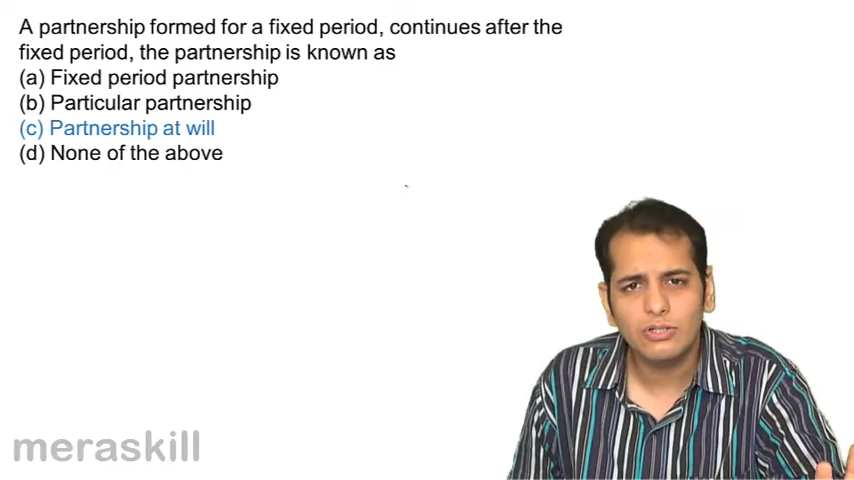 A partnership formed for a fixed period, continues after the
fixed period, the partnership is known as
(a) Fixed period partnership
(b) Particular partnership
(c) Partnership at will
(d) None of the above
meraskill